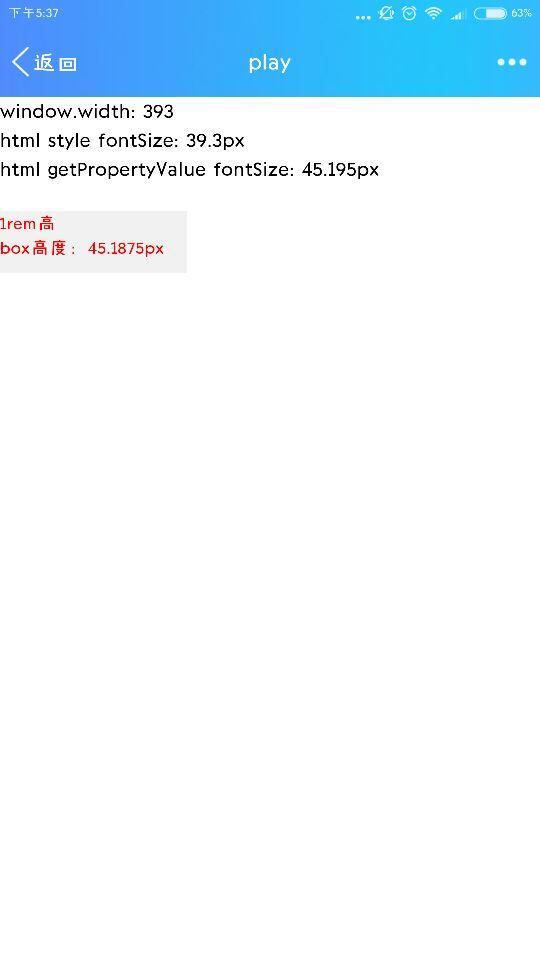 下午5:37
63%
返回
play
window.width: 393
html style fontSize: 39.3px
html getPropertyValue fontSize: 45.195px
1rem高
box高度：45.1875px